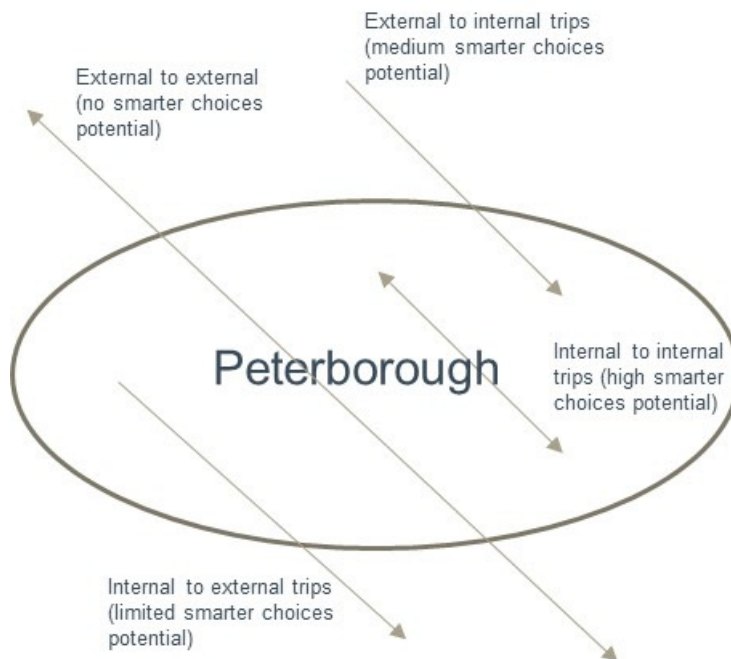 External to internal trips
(medium smarter choices
potential)
External to external
(no smarter choices
potential)
Peterborough
Internal to internal
trips (high smarter
choices potential)
Internal to external trips
(limited smarter choices
potential)